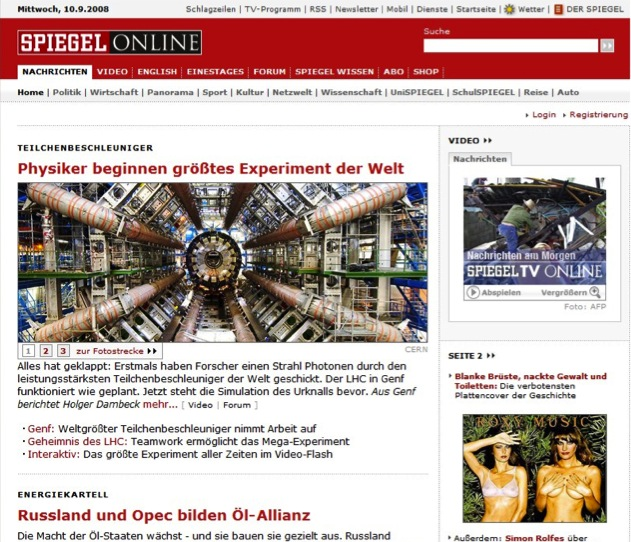 Mittwoch, 10.9.2008
Schlagzeilen | TV-Programm | RSS | Newsletter | Mobil | Dienste | Startseite | Wetter | DER SPIEGEL
SPIEGEL ONLINE
Suche
NACHRICHTEN | VIDEO | ENGLISH | EINESTAGES | FORUM | SPIEGEL WISSEN | ABO | SHOP
Home | Politik | Wirtschaft | Panorama | Sport | Kultur | Netzwelt | Wissenschaft | UniSPIEGEL | SchulSPIEGEL | Reise | Auto
Login Registrierung
TEILCHENBESCHLEUNIGER
Physiker beginnen größtes Experiment der Welt
1 2 3 zur Fotostrecke
CERN
Alles hat geklappt: Erstmals haben Forscher einen Strahl Photonen durch den
leistungsstärksten Teilchenbeschleuniger der Welt geschickt. Der LHC in Genf
funktioniert wie geplant. Jetzt steht die Simulation des Urknalls bevor. Aus Genf
berichtet Holger Dambeck mehr... [ Video | Forum ]
· Genf: Weltgrößter Teilchenbeschleuniger nimmt Arbeit auf
· Geheimnis des LHC: Teamwork ermöglicht das Mega-Experiment
· Interaktiv: Das größte Experiment aller Zeiten im Video-Flash
ENERGIEKARTELL
Russland und Opec bilden Öl-Allianz
Die Macht der Öl-Staaten wächst - und sie bauen sie gezielt aus. Russland
VIDEO
Nachrichten
Nachrichten am Morgen
SPIEGEL TV ONLINE
Abspielen Vergrößern
Foto: AFP
SEITE 2
Blanke Brüste, nackte Gewalt und
Toiletten: Die verbotensten
Plattencover der Geschichte
ROXY MUSIC
Außerdem: Simon Rolfes über